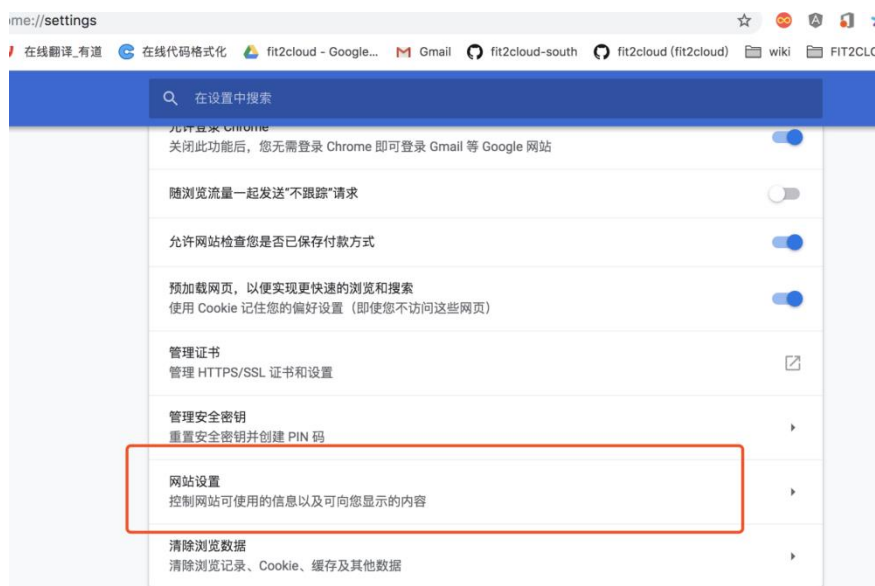 ome://settings
在线翻译_有道 在线代码格式化 fit2cloud - Google... Gmail fit2cloud-south fit2cloud (fit2cloud) wiki FIT2CLO
在设置中搜索
允许登录 Chrome
关闭此功能后，您无需登录 Chrome 即可登录 Gmail 等 Google 网站
随浏览流量一起发送“不跟踪”请求
允许网站检查您是否已保存付款方式
预加载网页，以便实现更快速的浏览和搜索
使用 Cookie 记住您的偏好设置（即使您不访问这些网页）
管理证书
管理 HTTPS/SSL 证书和设置
管理安全密钥
重置安全密钥并创建 PIN 码
网站设置
控制网站可使用的信息以及可向您显示的内容
清除浏览数据
清除浏览记录、Cookie、缓存及其他数据